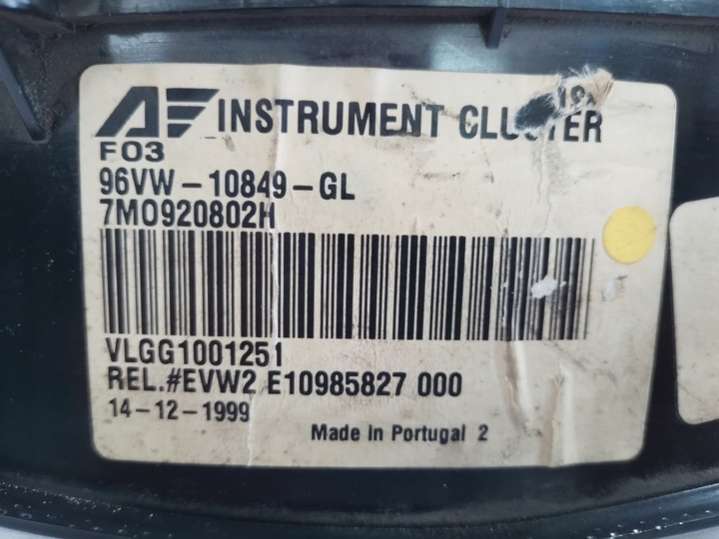 AF INSTRUMENT CLUSTER
F03
96VW-10849-GL
7M0920802H
VLGG1001251
REL.#EVW2 E10985827 000
14-12-1999
Made in Portugal 2